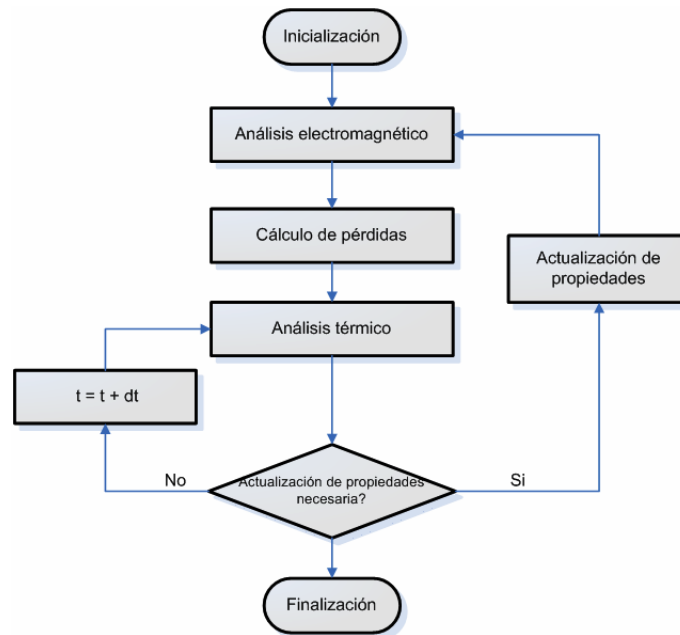 Inicialización
Análisis electromagnético
Cálculo de pérdidas
Actualización de
propiedades
Análisis térmico
t = t + dt
No
Actualización de propiedades
necesaria?
Si
Finalización